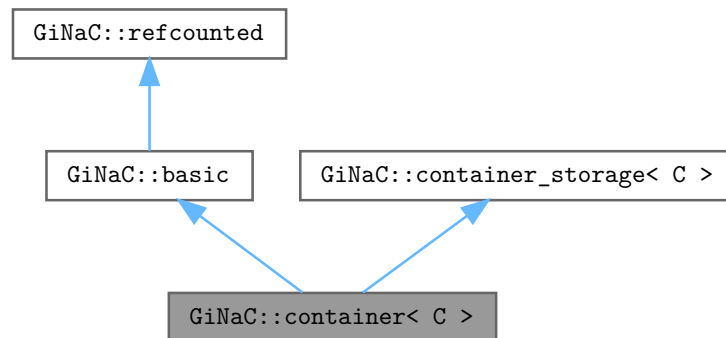 GiNaC::refcounted
GiNaC::basic
GiNaC::container_storage< C >
GiNaC::container< C >